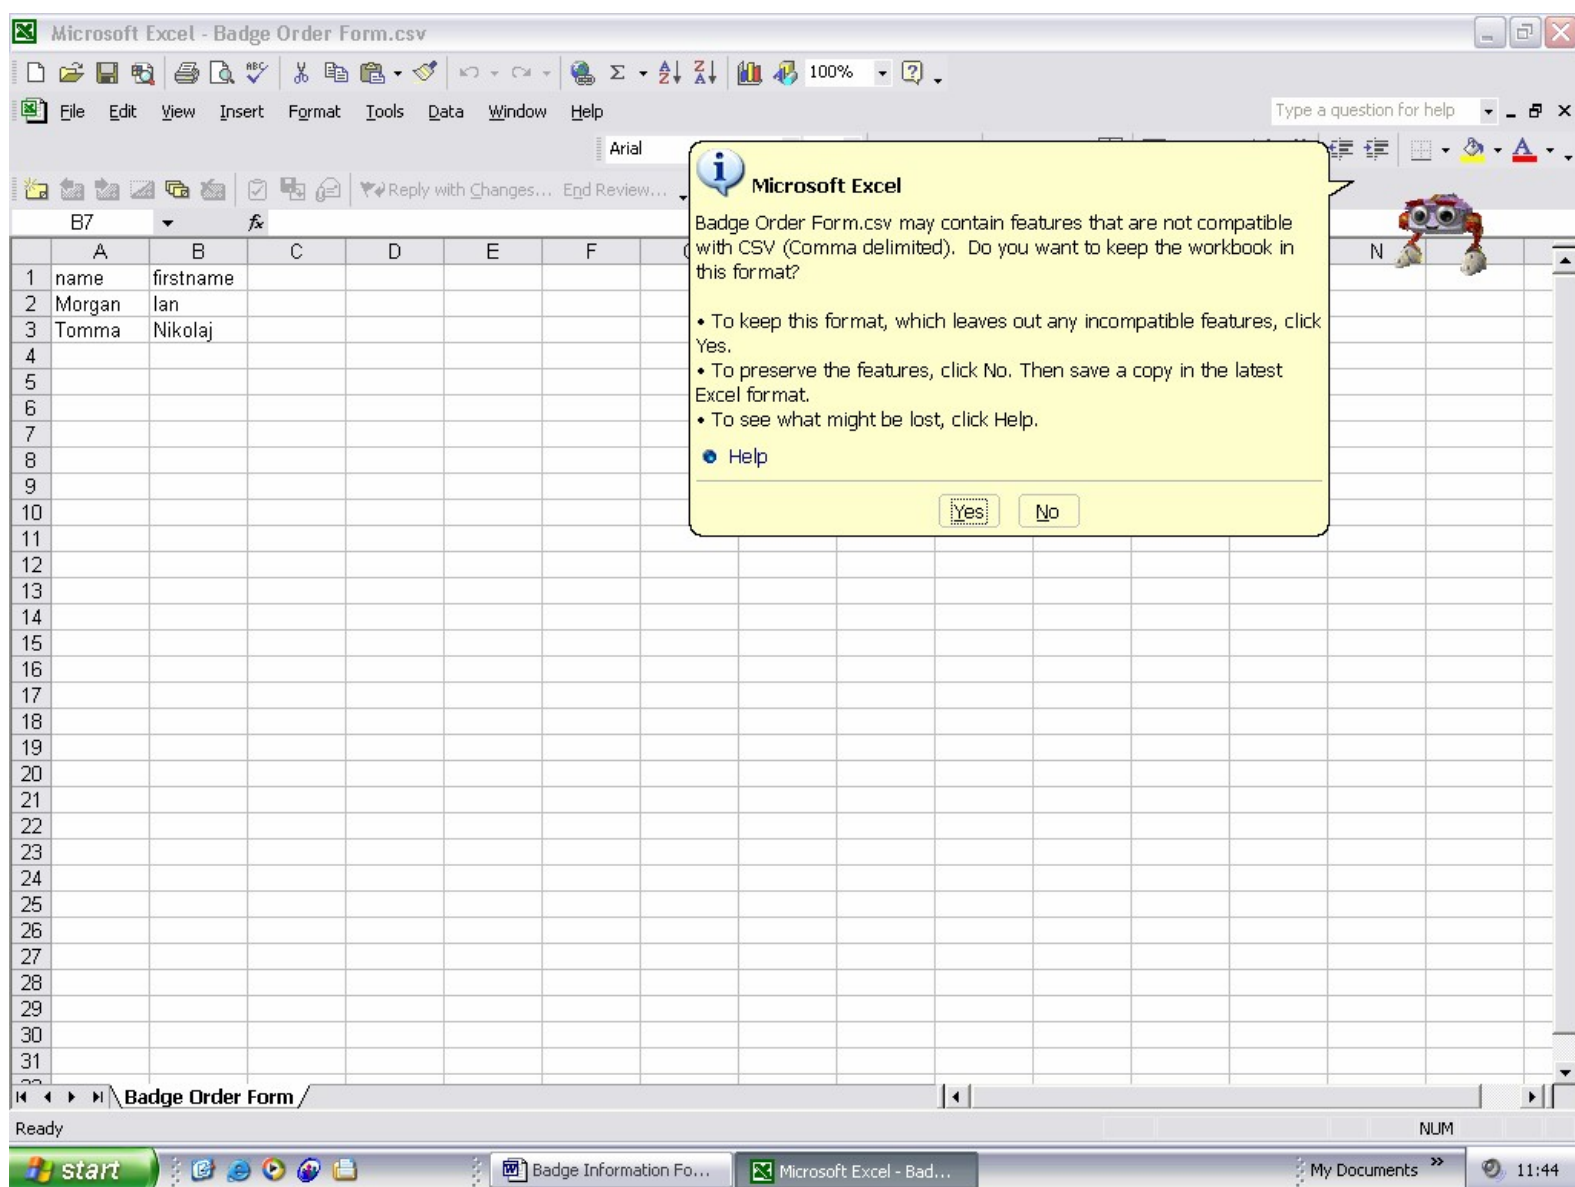 Microsoft Excel - Badge Order Form.csv
ABC Σ A Z Z A 100% ?
File Edit View Insert Format Tools Data Window Help Type a question for help
Arial A
Reply with Changes... End Review...
B7 fx
A B C D E F N
1 name firstname
2 Morgan Ian
3 Tomma Nikolaj
4
5
6
7
8
9
10
11
12
13
14
15
16
17
18
19
20
21
22
23
24
25
26
27
28
29
30
31
Microsoft Excel
Badge Order Form.csv may contain features that are not compatible
with CSV (Comma delimited). Do you want to keep the workbook in
this format?
• To keep this format, which leaves out any incompatible features, click
Yes.
• To preserve the features, click No. Then save a copy in the latest
Excel format.
• To see what might be lost, click Help.
Help
Yes No
Badge Order Form
Ready NUM
start Badge Information Fo... Microsoft Excel - Bad... My Documents » 11:44